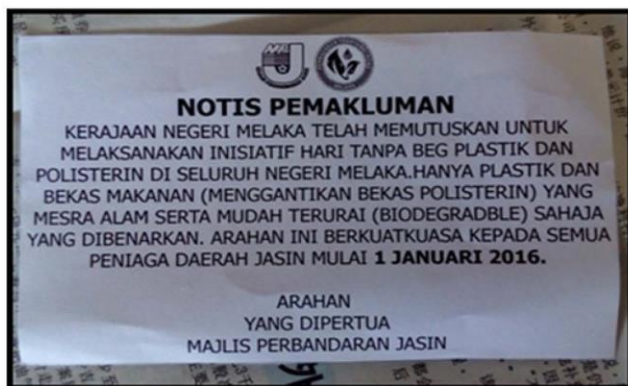 NOTIS PEMAKLUMAN
KERAJAAN NEGERI MELAKA TELAH MEMUTUSKAN UNTUK
MELAKSANAKAN INISIATIF HARI TANPA BEG PLASTIK DAN
POLISTERIN DI SELURUH NEGERI MELAKA.HANYA PLASTIK DAN
BEKAS MAKANAN (MENGGANTIKAN BEKAS POLISTERIN) YANG
MESRA ALAM SERTA MUDAH TERURAI (BIODEGRADBLE) SAHAJA
YANG DIBENARKAN. ARAHAN INI BERKUATKUASA KEPADA SEMUA
PENIAGA DAERAH JASIN MULAI 1 JANUARI 2016.
ARAHAN
YANG DIPERTUA
MAJLIS PERBANDARAN JASIN